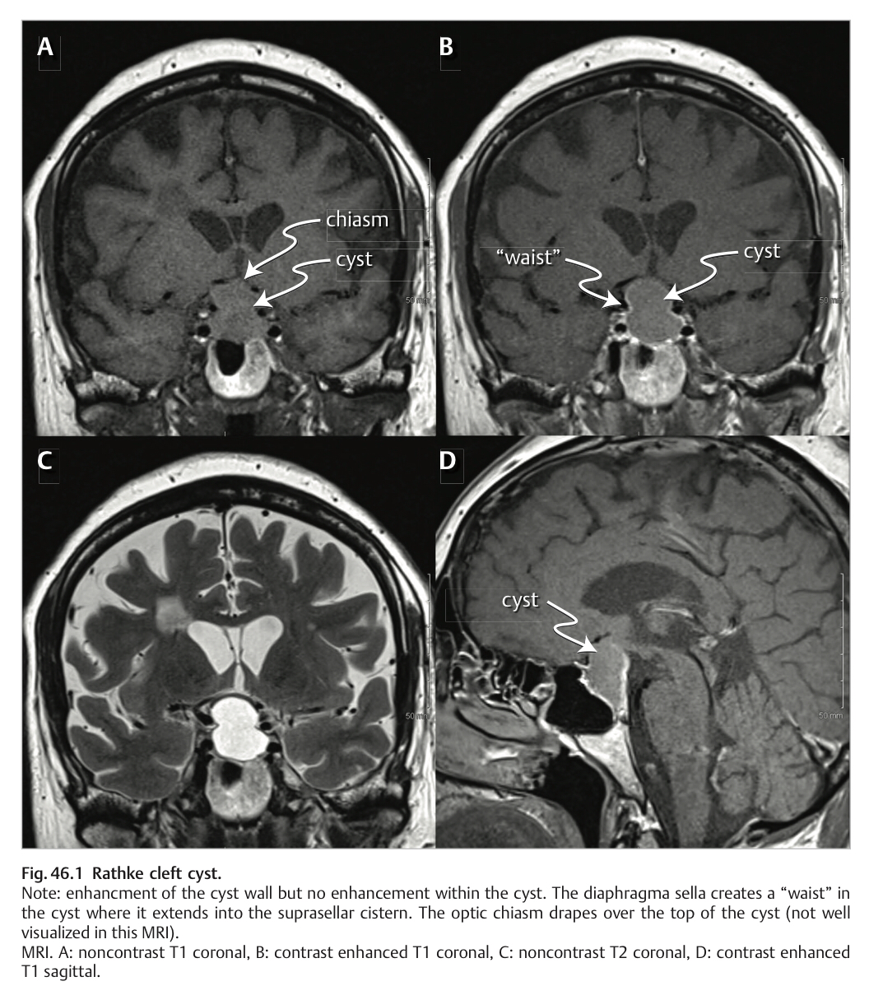 A
B
chiasm
cyst
"waist"
cyst
50 mm
50 mm
C
D
cyst
50 mm
50 mm
Fig. 46.1 Rathke cleft cyst.
Note: enhancment of the cyst wall but no enhancement within the cyst. The diaphragma sella creates a “waist” in
the cyst where it extends into the suprasellar cistern. The optic chiasm drapes over the top of the cyst (not well
visualized in this MRI).
MRI. A: noncontrast T1 coronal, B: contrast enhanced T1 coronal, C: noncontrast T2 coronal, D: contrast enhanced
T1 sagittal.